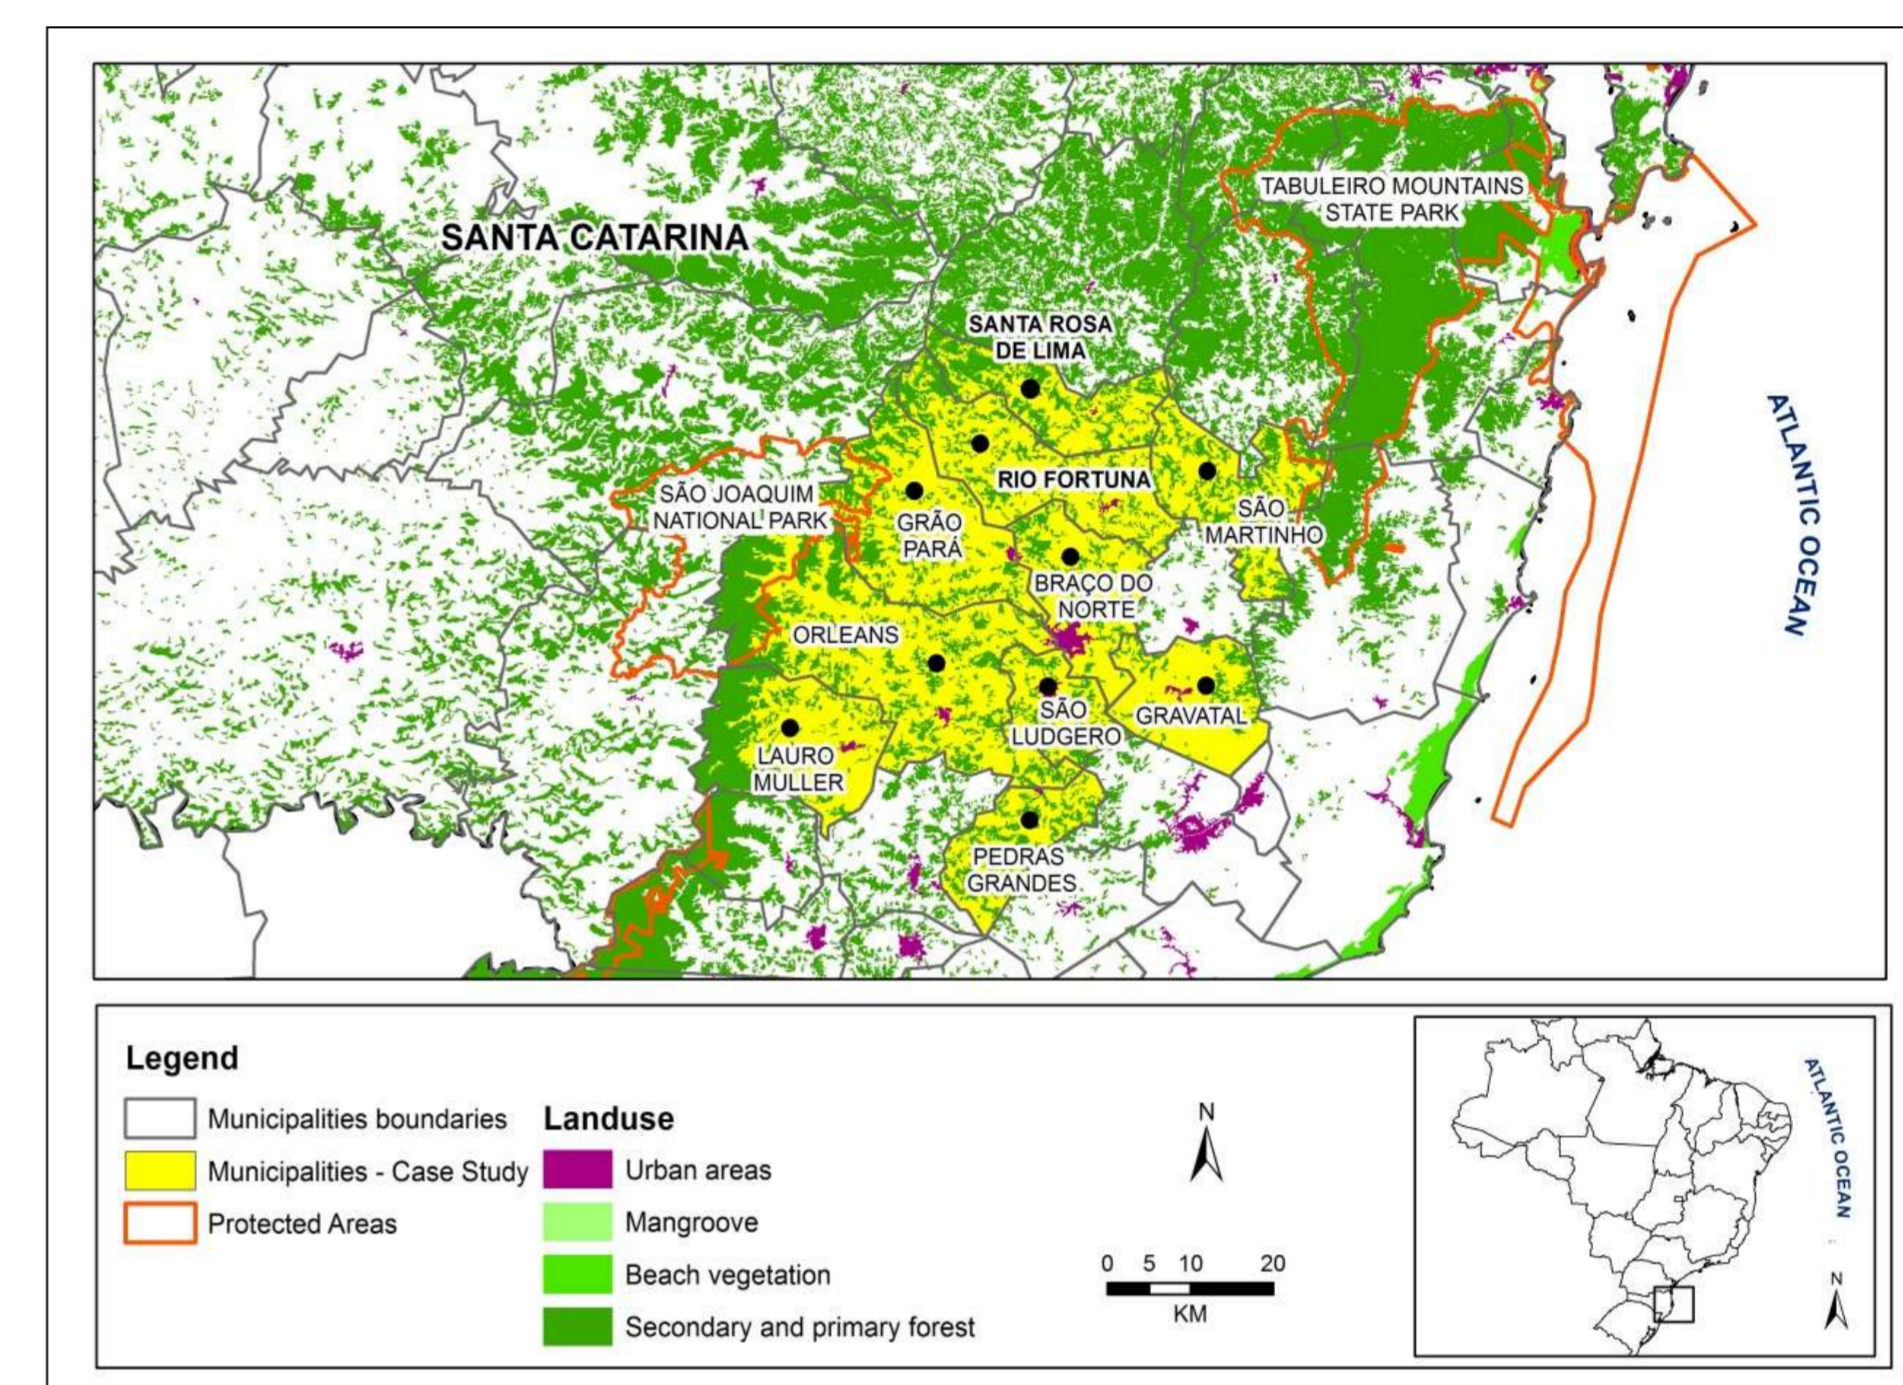 TABULEIRO MOUNTAINS
STATE PARK
SANTA CATARINA
SANTA ROSA
DE LIMA
ATLANTIC OCEAN
SÃO JOAQUIM
NATIONAL PARK
RIO FORTUNA
GRÃO
PARÁ
SÃO
MARTINHO
BRAÇO DO
NORTE
ORLEANS
SÃO
LUDGERO
GRAVATAL
LAURO
MULLER
PEDRAS
GRANDES
Legend
Municipalities boundaries
Municipalities - Case Study
Protected Areas
Landuse
Urban areas
Mangroove
Beach vegetation
Secondary and primary forest
N
0 5 10 20
KM
ATLANTIC OCEAN
N